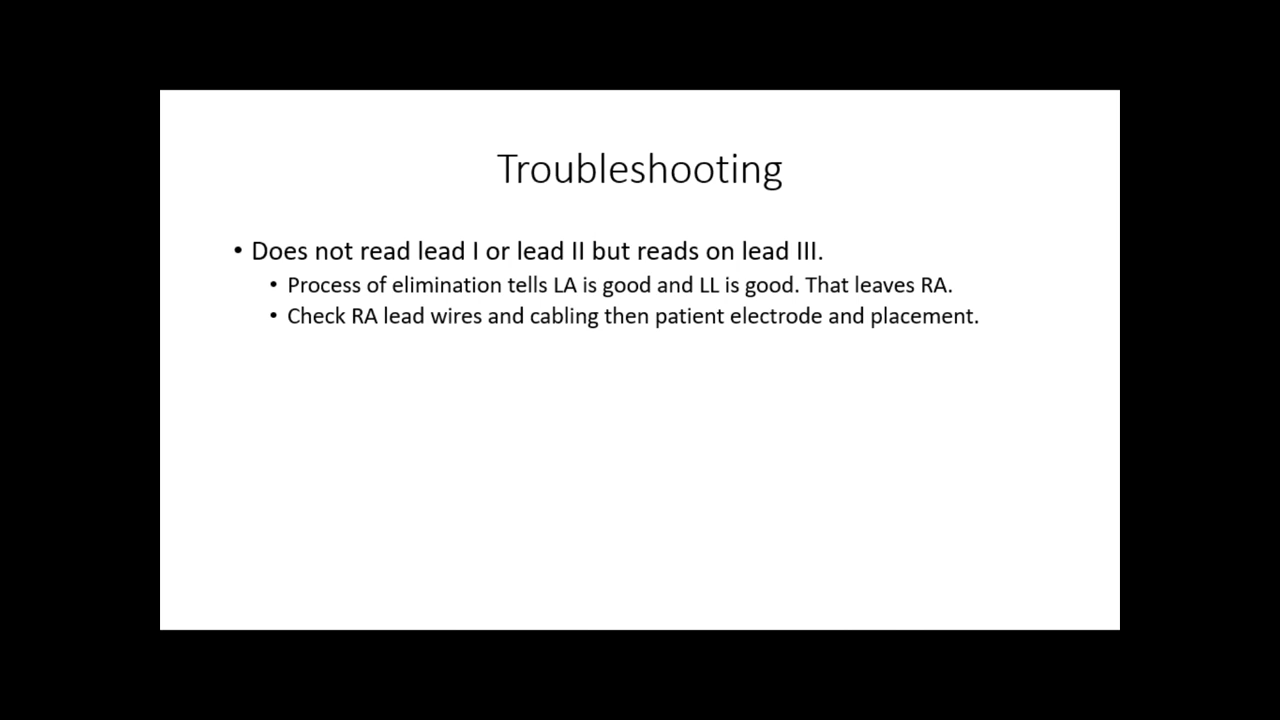 Troubleshooting
• Does not read lead I or lead II but reads on lead III.
• Process of elimination tells LA is good and LL is good. That leaves RA.
• Check RA lead wires and cabling then patient electrode and placement.